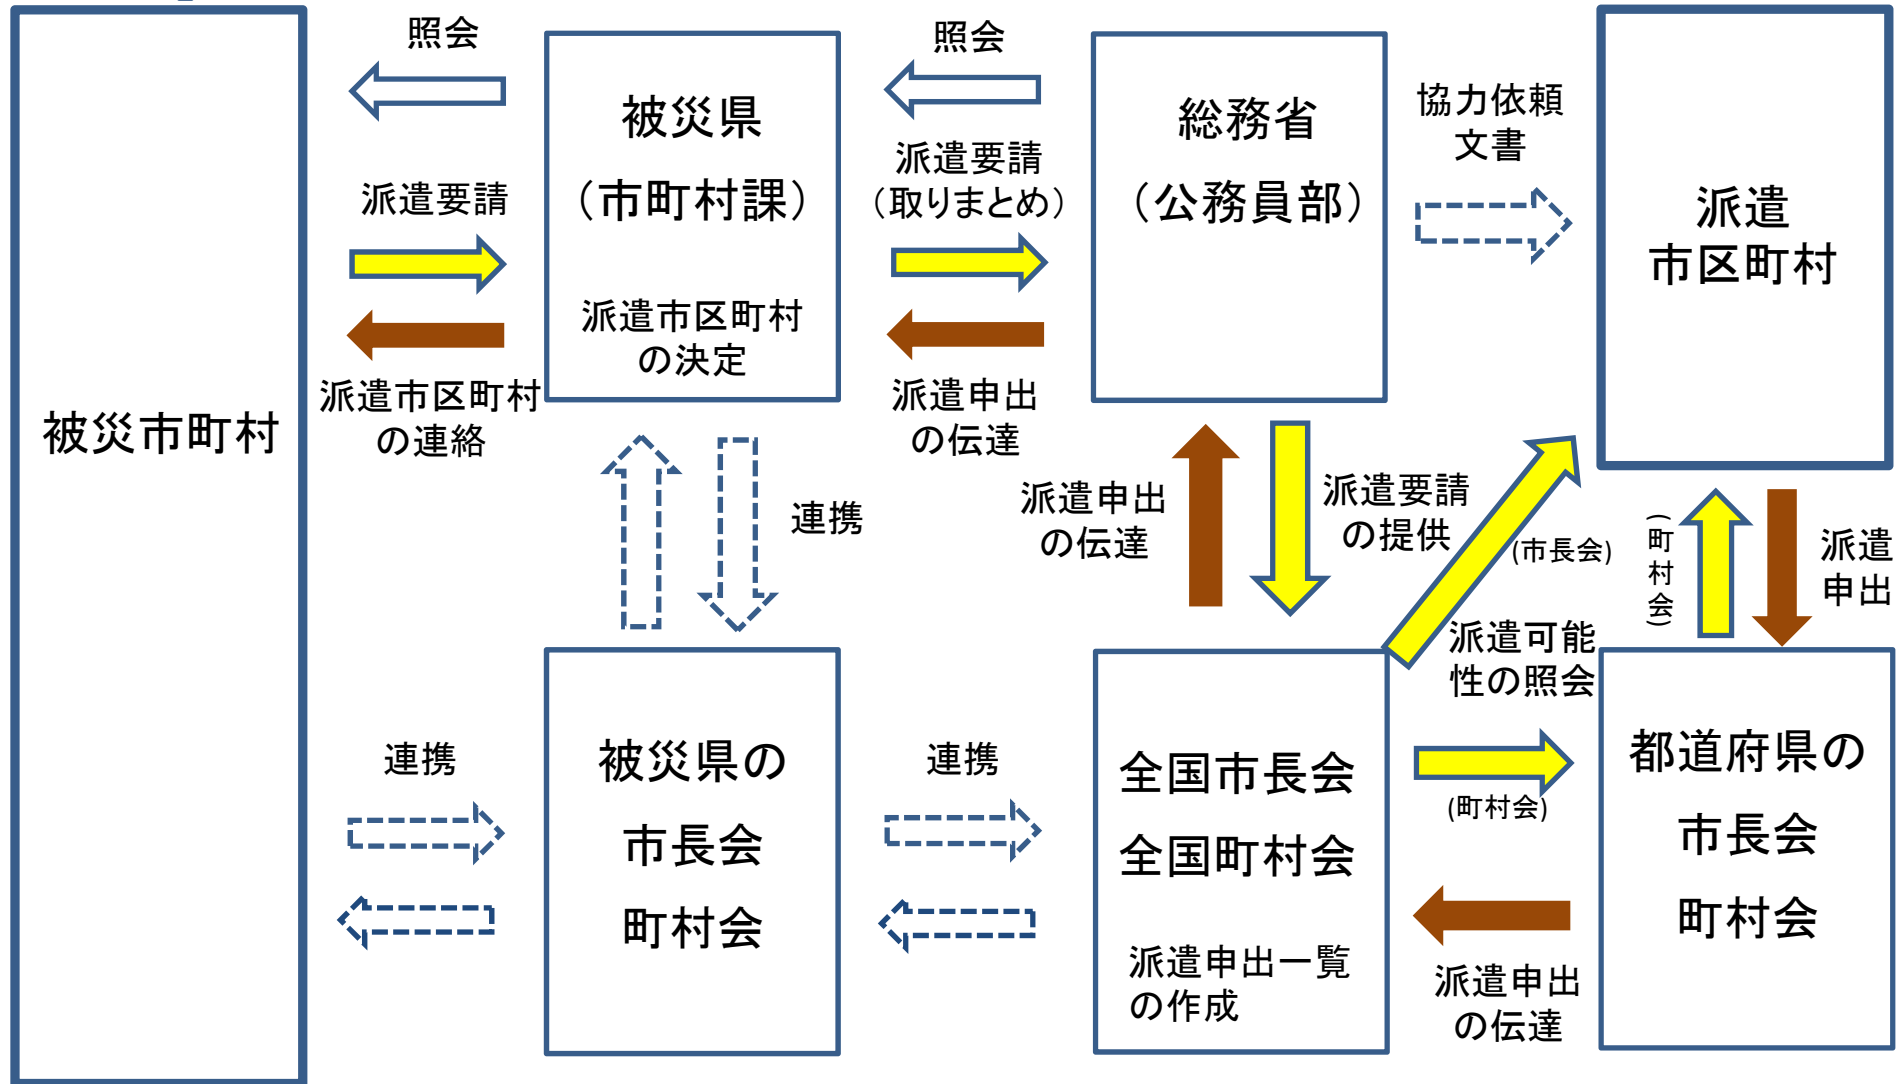 被災市町村
照会
派遣要請
派遣市区町村
の連絡
被災県
（市町村課）
派遣市区町村
の決定
照会
派遣要請
（取りまとめ）
派遣申出
の伝達
総務省
（公務員部）
協力依頼
文書
派遣
市区町村
連携
派遣申出
の伝達
派遣要請
の提供
(市長会)
(町村会)
派遣
申出
派遣可能
性の照会
連携
被災県の
市長会
町村会
連携
全国市長会
全国町村会
派遣申出一覧
の作成
(町村会)
派遣申出
の伝達
都道府県の
市長会
町村会